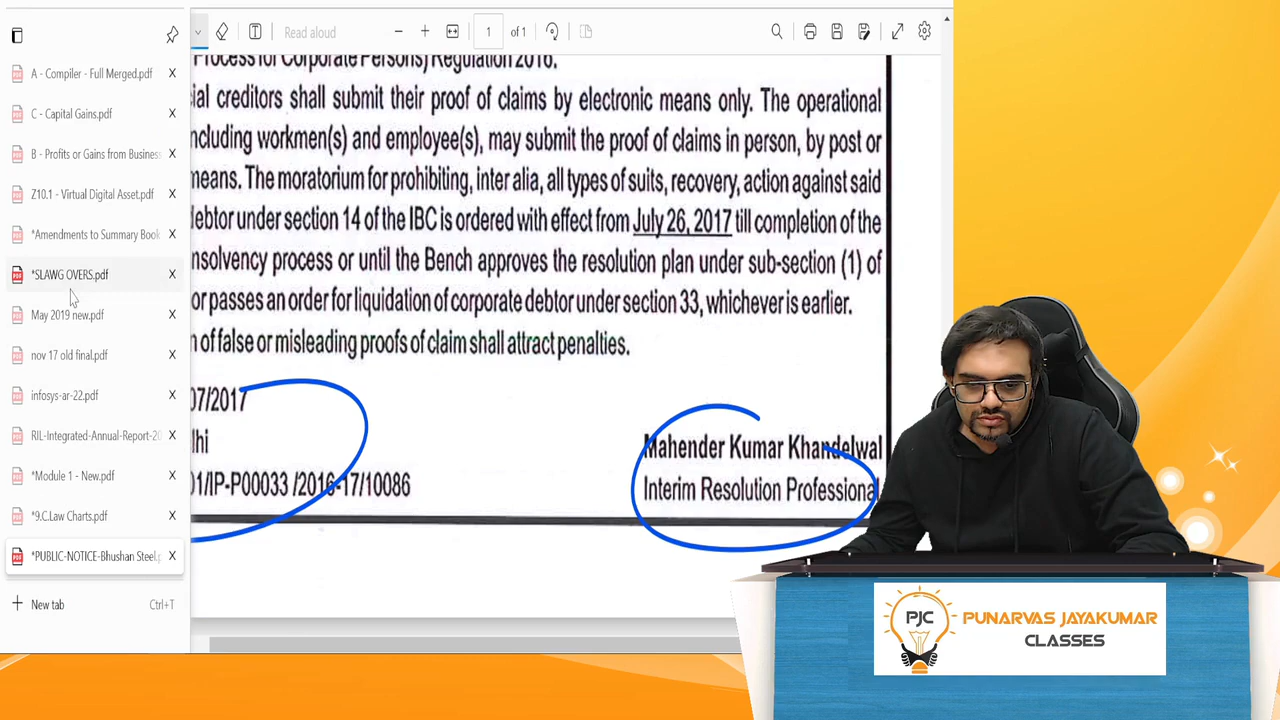 Read aloud
1
of 1
A - Compiler - Full Merged.pdf
C - Capital Gains.pdf
B - Profits or Gains from Business
Z10.1 - Virtual Digital Asset.pdf
*Amendments to Summary Book
*SLAWG OVERS.pdf
May 2019 new.pdf
nov 17 old final.pdf
infosys-ar-22.pdf
RIL-Integrated-Annual-Report-20
*Module 1 - New.pdf
*9.C.Law Charts.pdf
*PUBLIC-NOTICE-Bhushan Steel.p
New tab Ctrl+T
Process for Corporate Persons) Regulation 2016.
ial creditors shall submit their proof of claims by electronic means only. The operational
ncluding workmen(s) and employee(s), may submit the proof of claims in person, by post or
means. The moratorium for prohibiting, inter alia, all types of suits, recovery, action against said
debtor under section 14 of the IBC is ordered with effect from July 26, 2017 till completion of the
nsolvency process or until the Bench approves the resolution plan under sub-section (1) of
or passes an order for liquidation of corporate debtor under section 33, whichever is earlier.
n of false or misleading proofs of claim shall attract penalties.
07/2017
lhi
01/IP-P00033 /2016-17/10086
Mahender Kumar Khandelwal
Interim Resolution Professional
PJC
PUNARVAS JAYAKUMAR
CLASSES